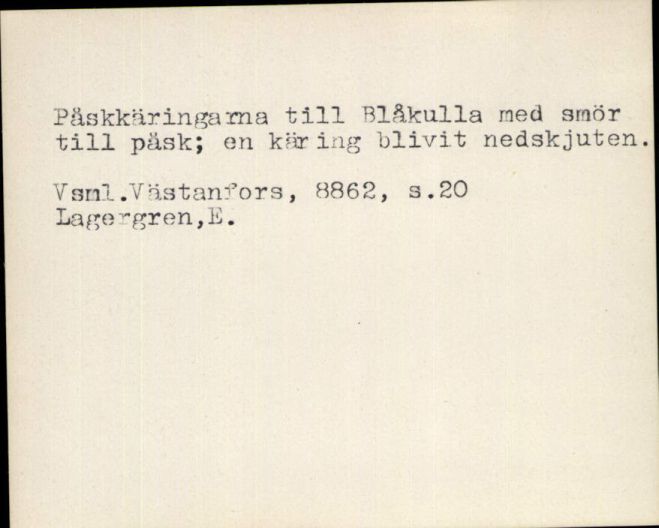 Påskkäringarna till Blåkulla med smör
till påsk; en käring blivit nedskjuten.
Vsml.Västanfors, 8862, s.20
Lagergren,E.